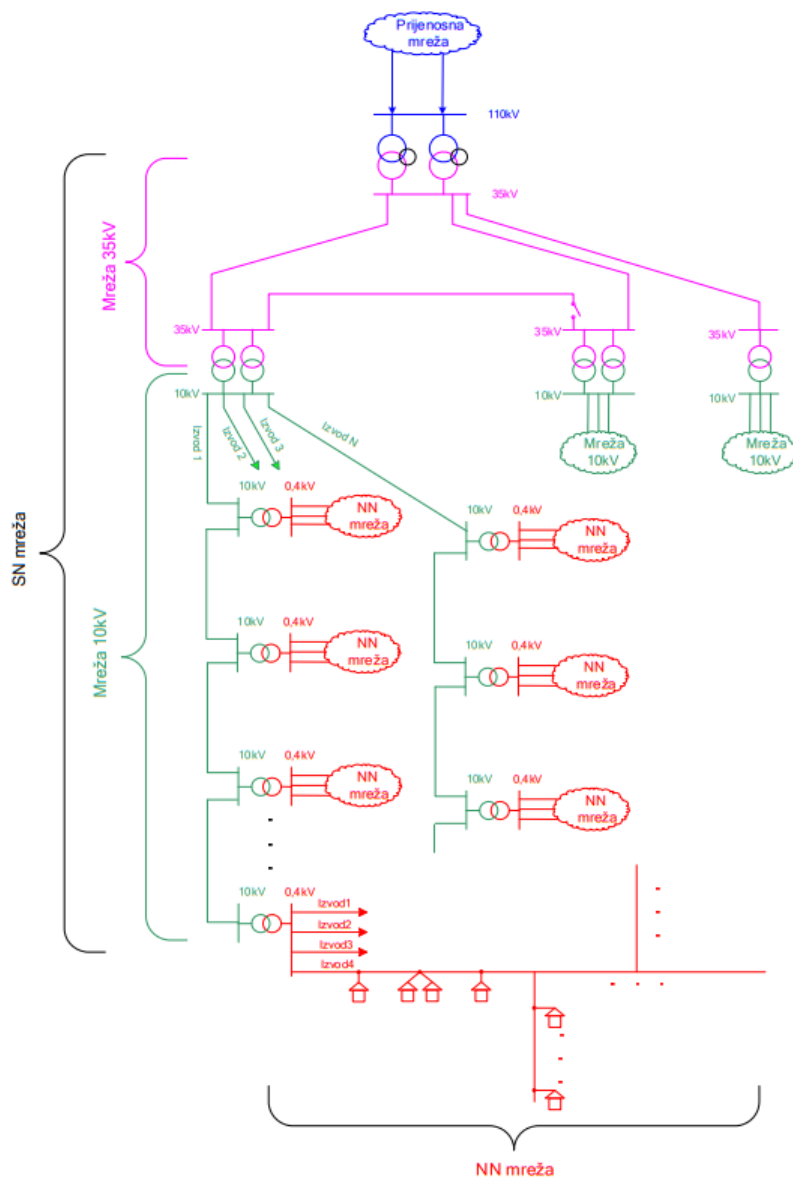 Prijenosna
mreža
110kV
35kV
Mreža 35kV
35kV
35kV
35kV
10kV
10kV
10kV
Izvod 1
Izvod 2
Izvod 3
Izvod N
Mreža
10kV
Mreža
10kV
SN mreža
Mreža 10kV
10kV
0,4kV
NN
mreža
10kV
0,4kV
NN
mreža
10kV
0,4kV
NN
mreža
10kV
0,4kV
NN
mreža
10kV
0,4kV
NN
mreža
10kV
0,4kV
NN
mreža
10kV
0,4kV
Izvod1
Izvod2
Izvod3
Izvod4
NN mreža